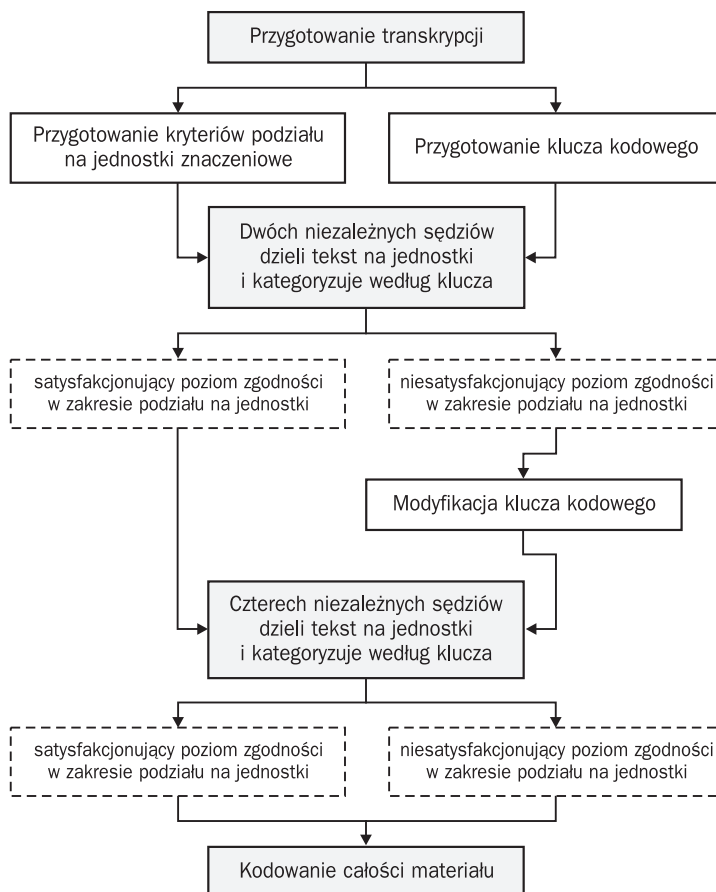 Przygotowanie transkrypcji
Przygotowanie kryteriów podziału
na jednostki znaczeniowe
Przygotowanie klucza kodowego
Dwóch niezależnych sędziów
dzieli tekst na jednostki
i kategoryzuje według klucza
satysfakcjonujący poziom zgodności
w zakresie podziału na jednostki
niesatysfakcjonujący poziom zgodności
w zakresie podziału na jednostki
Modyfikacja klucza kodowego
Czterech niezależnych sędziów
dzieli tekst na jednostki
i kategoryzuje według klucza
satysfakcjonujący poziom zgodności
w zakresie podziału na jednostki
niesatysfakcjonujący poziom zgodności
w zakresie podziału na jednostki
Kodowanie całości materiału